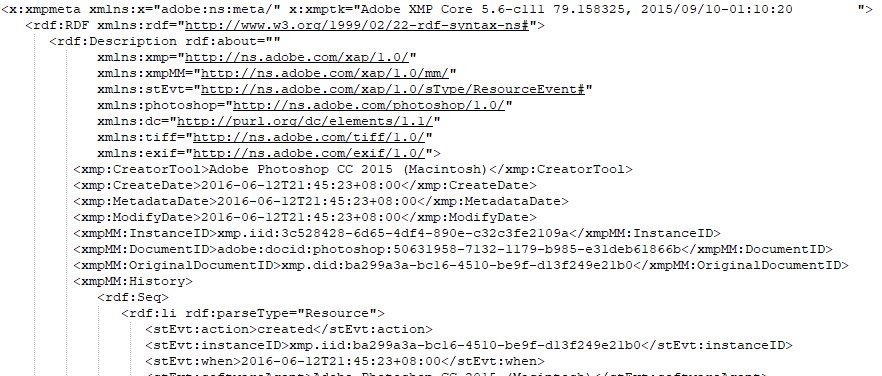 <x:xmpmeta xmlns:x="adobe:ns:meta/" x:xmptk="Adobe XMP Core 5.6-c111 79.158325, 2015/09/10-01:10:20        ">
<rdf:RDF xmlns:rdf="http://www.w3.org/1999/02/22-rdf-syntax-ns#">
<rdf:Description rdf:about=""
xmlns:xmp="http://ns.adobe.com/xap/1.0/"
xmlns:xmpMM="http://ns.adobe.com/xap/1.0/mm/"
xmlns:stEvt="http://ns.adobe.com/xap/1.0/sType/ResourceEvent#"
xmlns:photoshop="http://ns.adobe.com/photoshop/1.0/"
xmlns:dc="http://purl.org/dc/elements/1.1/"
xmlns:tiff="http://ns.adobe.com/tiff/1.0/"
xmlns:exif="http://ns.adobe.com/exif/1.0/">
<xmp:CreatorTool>Adobe Photoshop CC 2015 (Macintosh)</xmp:CreatorTool>
<xmp:CreateDate>2016-06-12T21:45:23+08:00</xmp:CreateDate>
<xmp:MetadataDate>2016-06-12T21:45:23+08:00</xmp:MetadataDate>
<xmp:ModifyDate>2016-06-12T21:45:23+08:00</xmp:ModifyDate>
<xmpMM:InstanceID>xmp.iid:3c528428-6d65-4df4-890e-c32c3fe2109a</xmpMM:InstanceID>
<xmpMM:DocumentID>adobe:docid:photoshop:50631958-7132-1179-b985-e31deb61866b</xmpMM:DocumentID>
<xmpMM:OriginalDocumentID>xmp.did:ba299a3a-bc16-4510-be9f-d13f249e21b0</xmpMM:OriginalDocumentID>
<xmpMM:History>
<rdf:Seq>
<rdf:li rdf:parseType="Resource">
<stEvt:action>created</stEvt:action>
<stEvt:instanceID>xmp.iid:ba299a3a-bc16-4510-be9f-d13f249e21b0</stEvt:instanceID>
<stEvt:when>2016-06-12T21:45:23+08:00</stEvt:when>
<stEvt:softwareAgent>Adobe Photoshop CC 2015 (Macintosh)</stEvt:softwareAgent>